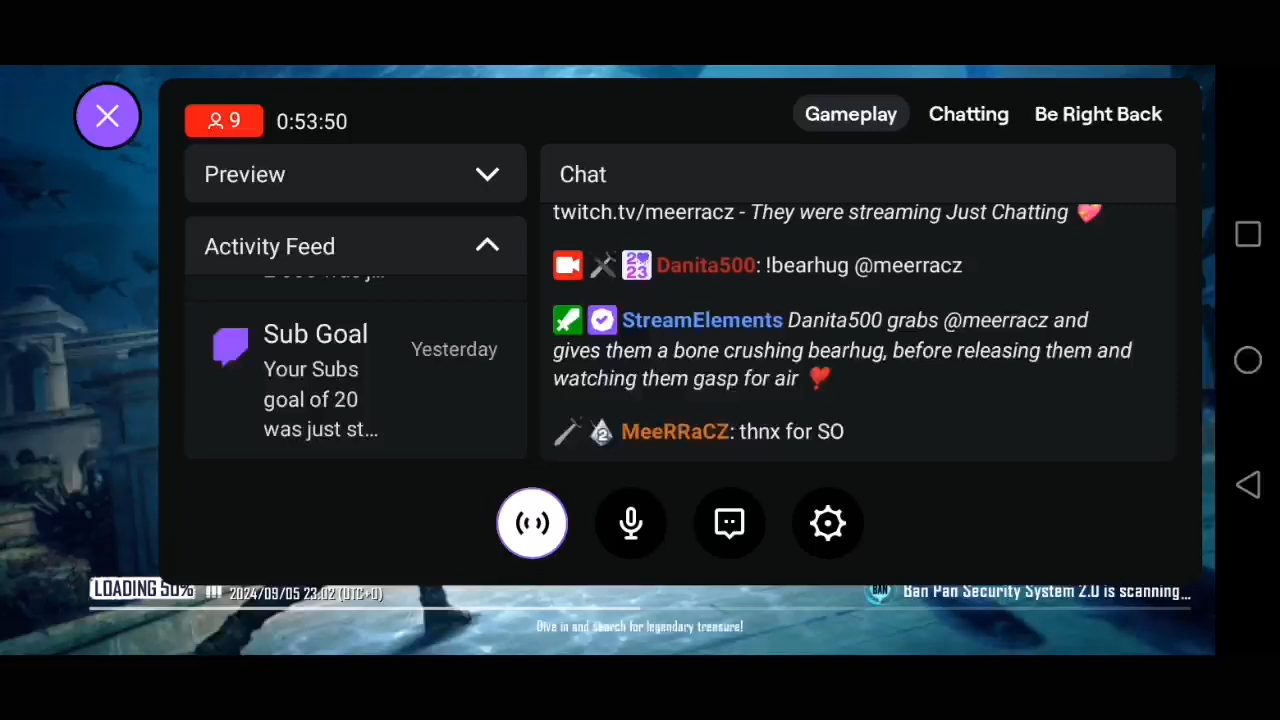 9 0:53:50
Gameplay Chatting Be Right Back
Preview
Activity Feed
Sub Goal
Yesterday
Your Subs
goal of 20
was just st...
Chat
twitch.tv/meerracz - They were streaming Just Chatting 💖
Danita500: !bearhug @meerracz
StreamElements Danita500 grabs @meerracz and
gives them a bone crushing bearhug, before releasing them and
watching them gasp for air ❣️
2 MeeRRaCZ: thnx for SO
LOADING 50% 2024/09/05 23:02 (UTC+0)
BAN Ban Pan Security System 2.0 is scanning...
Dive in and search for legendary treasure!